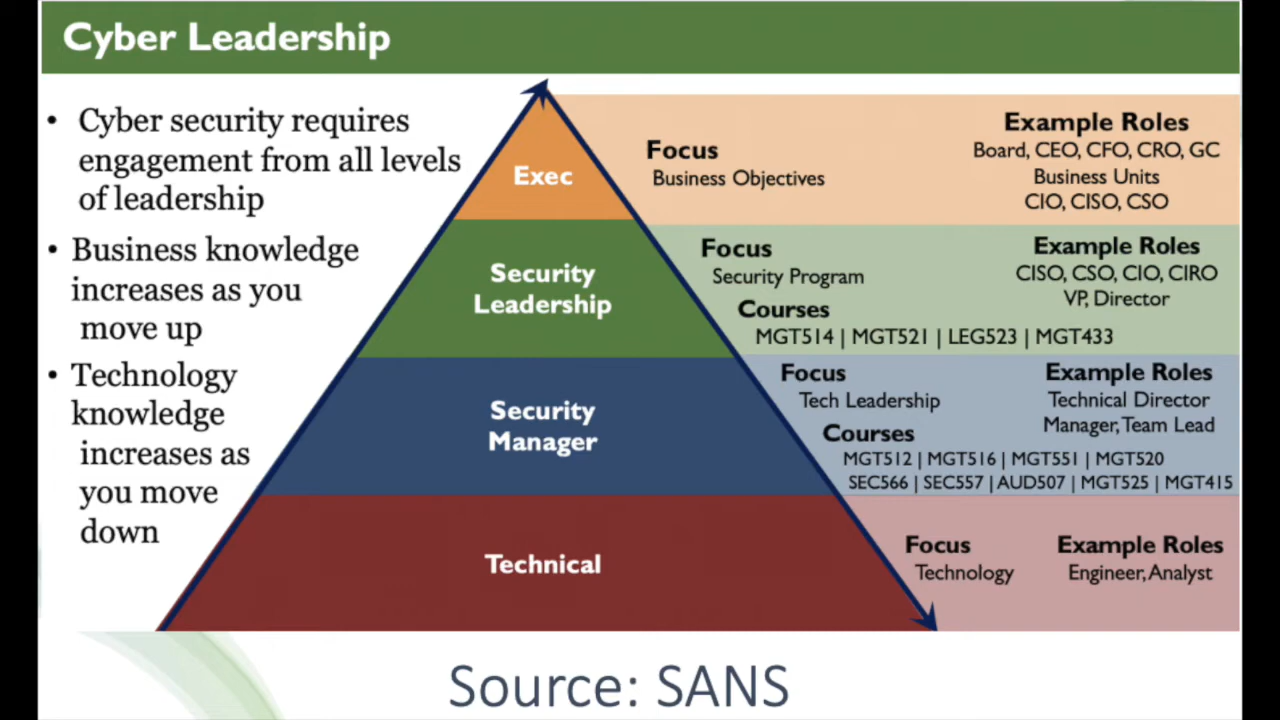 Cyber Leadership
• Cyber security requires
engagement from all levels
of leadership
• Business knowledge
increases as you
move up
• Technology
knowledge
increases as
you move
down
Exec
Focus
Business Objectives
Example Roles
Board, CEO, CFO, CRO, GC
Business Units
CIO, CISO, CSO
Security
Leadership
Focus
Security Program
Courses
MGT514 | MGT521 | LEG523 | MGT433
Example Roles
CISO, CSO, CIO, CIRO
VP, Director
Security
Manager
Focus
Tech Leadership
Courses
MGT512 | MGT516 | MGT551 | MGT520
SEC566 | SEC557 | AUD507 | MGT525 | MGT415
Example Roles
Technical Director
Manager, Team Lead
Technical
Focus
Technology
Example Roles
Engineer, Analyst
Source: SANS